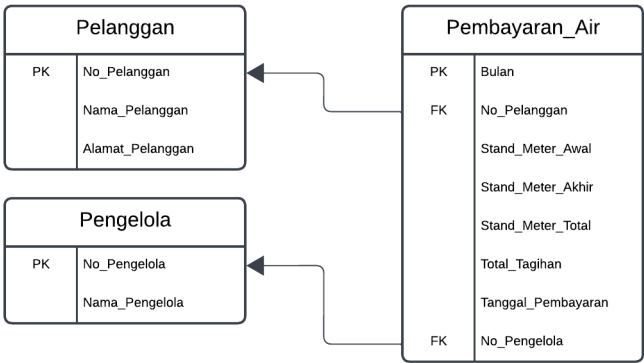 Pelanggan
PK No_Pelanggan
Nama_Pelanggan
Alamat_Pelanggan
Pengelola
PK No_Pengelola
Nama_Pengelola
Pembayaran_Air
PK Bulan
FK No_Pelanggan
Stand_Meter_Awal
Stand_Meter_Akhir
Stand_Meter_Total
Total_Tagihan
Tanggal_Pembayaran
FK No_Pengelola